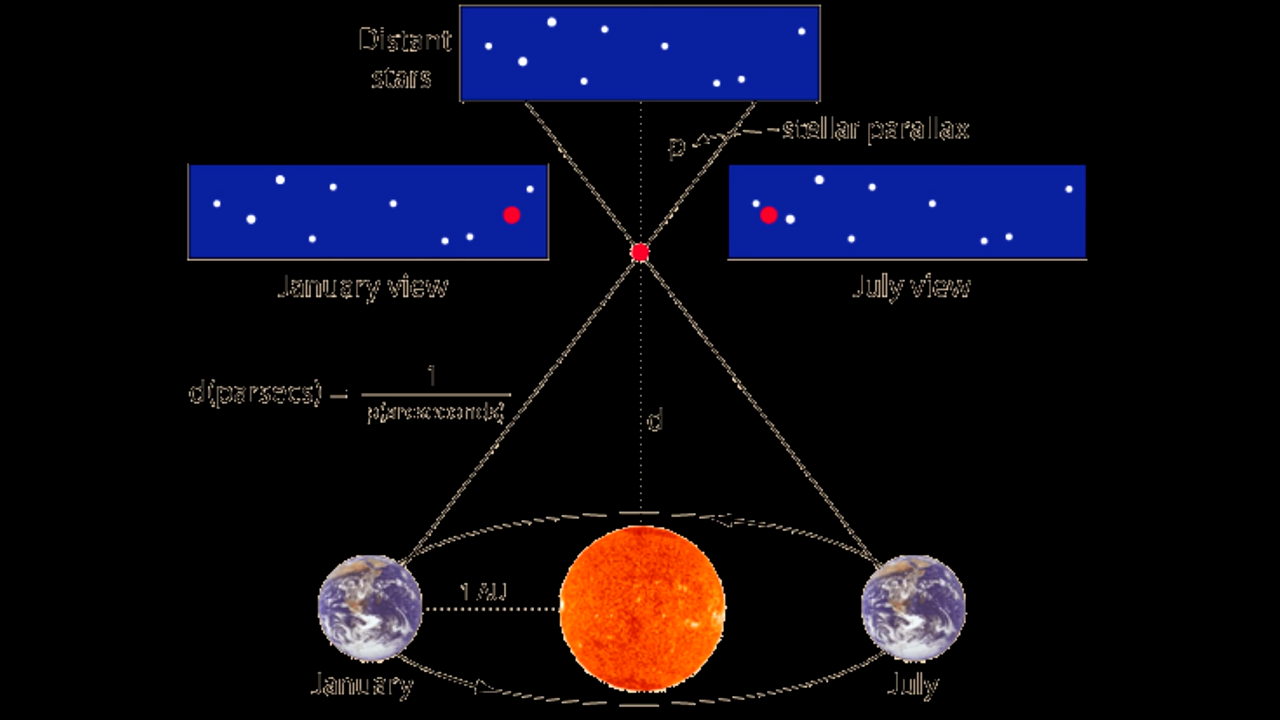 Distant
stars
p
stellar parallax
January view
July view
d(parsecs) = 1
p(arcseconds)
d
1 AU
January
July